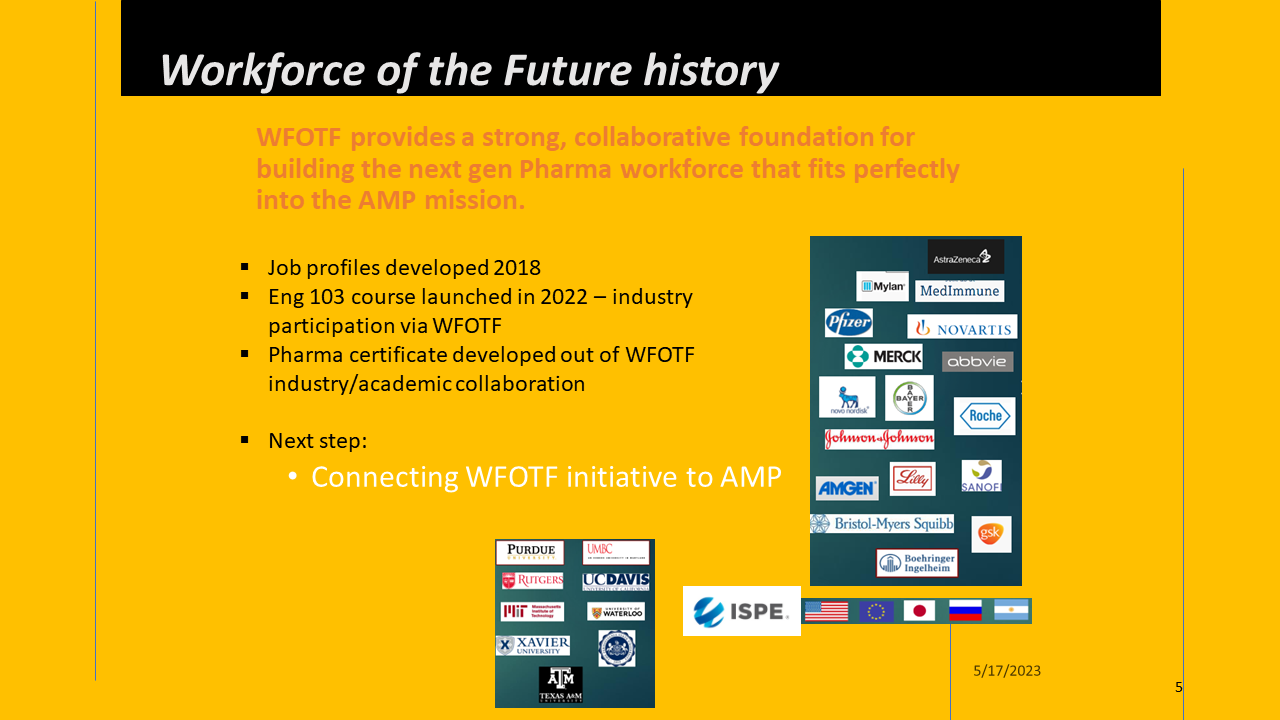 Workforce of the Future history
WFOTF provides a strong, collaborative foundation for
building the next gen Pharma workforce that fits perfectly
into the AMP mission.
▪ Job profiles developed 2018
▪ Eng 103 course launched in 2022 – industry
participation via WFOTF
▪ Pharma certificate developed out of WFOTF
industry/academic collaboration
▪ Next step:
• Connecting WFOTF initiative to AMP
AstraZeneca
Mylan
MedImmune
Pfizer
NOVARTIS
MERCK
abbvie
novo nordisk
BAYER
BAYER
Roche
Johnson & Johnson
AMGEN
Lilly
SANOFI
Bristol-Myers Squibb
gsk
Boehringer
Ingelheim
PURDUE
UNIVERSITY
UMBC
RUTGERS
UCDAVIS
UNIVERSITY OF CALIFORNIA
MIT
Massachusetts
Institute of
Technology
UNIVERSITY OF
WATERLOO
XAVIER
UNIVERSITY
ATM
TEXAS A&M
UNIVERSITY
ISPE.
5/17/2023
5